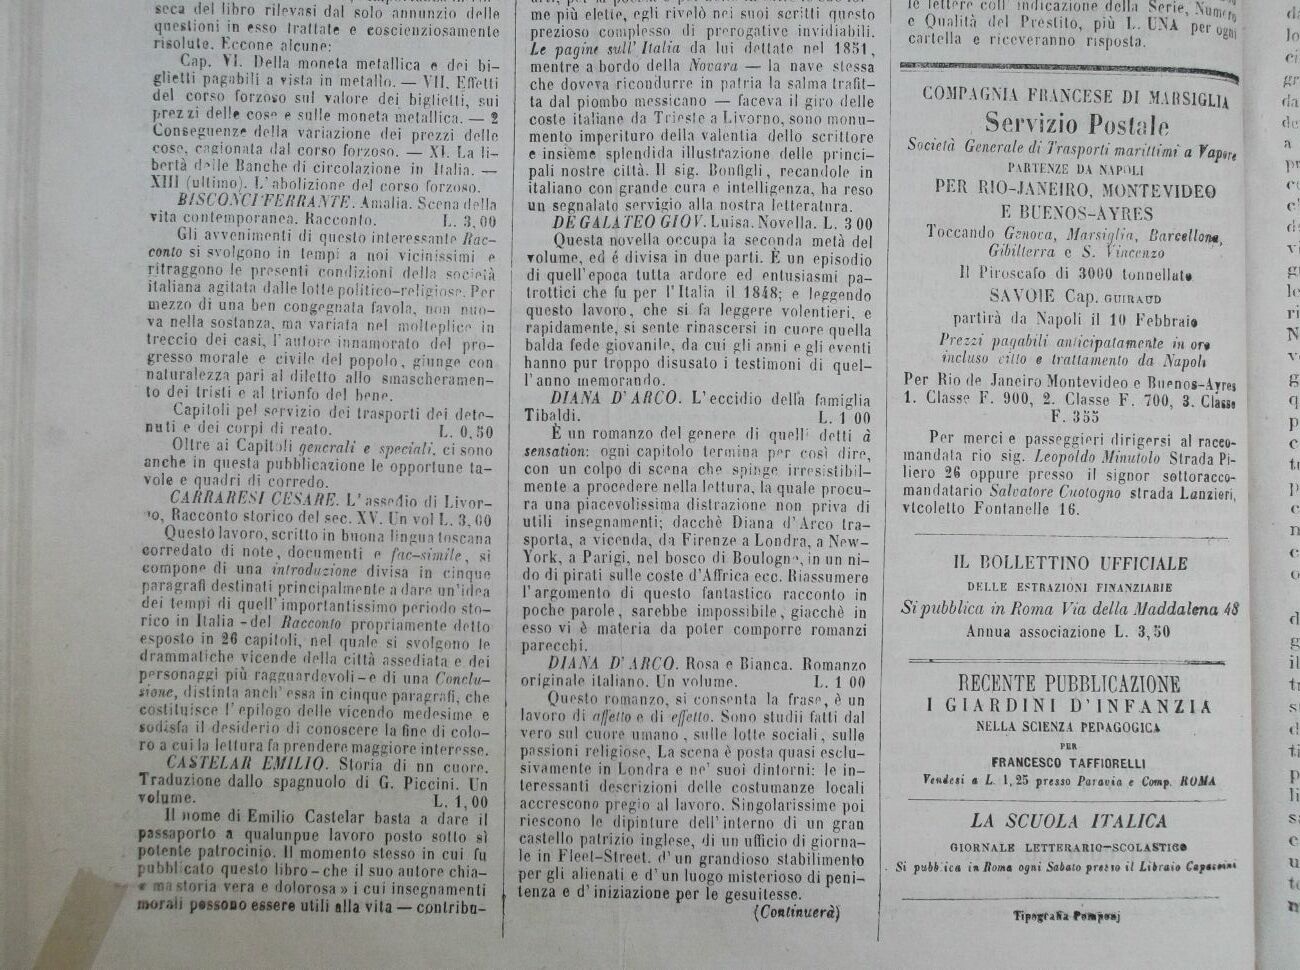 seca del libro rilevasi dal solo annunzio delle
questioni in esso trattate e coscienziosamente
risolute. Eccone alcune:
Cap. VI. Della moneta metallica e dei bi-
glietti pagabili a vista in metallo. — VII. Effetti
del corso forzoso sul valore dei biglietti, sui
prezzi delle cose e sulle moneta metallica. — 2
Conseguenze della variazione dei prezzi delle
cose, cagionata dal corso forzoso. — XI. La li-
bertà delle Banche di circolazione in Italia. —
XIII (ultimo). L'abolizione del corso forzoso.
BISCONCI FERRANTE. Amalia. Scena della
vita contemporanea. Racconto. L. 3,00
Gli avvenimenti di questo interessante Rac-
conto si svolgono in tempi a noi vicinissimi e
ritraggono le presenti condizioni della società
italiana agitata dalle lotte politico-religiose. Per
mezzo di una ben congegnata favola, non nuo-
va nella sostanza, ma variata nel molteplice in
treccio dei casi, l'autore innamorato del pro-
gresso morale e civile del popolo, giunge con
naturalezza pari al diletto allo smascheramen-
to dei tristi e al trionfo del bene.
Capitoli pel servizio dei trasporti dei dete-
nuti e dei corpi di reato. L. 0,50
Oltre ai Capitoli generali e speciali, ci sono
anche in questa pubblicazione le opportune ta-
vole e quadri di corredo.
CARRARESI CESARE. L'assedio di Livor-
no, Racconto storico del sec. XV. Un vol L. 3,00
Questo lavoro, scritto in buona lingua toscana
corredato di note, documenti e fac-simile, si
compone di una introduzione divisa in cinque
paragrafi destinati principalmente a dare un'idea
dei tempi di quell'importantissimo periodo sto-
rico in Italia - del Racconto propriamente detto
esposto in 26 capitoli, nel quale si svolgono le
drammatiche vicende della città assediata e dei
personaggi più ragguardevoli - e di una Conclu-
sione, distinta anch'essa in cinque paragrafi, che
costituisce l'epilogo delle vicendo medesime e
sodisfa il desiderio di conoscere la fine di colo-
ro a cui la lettura fa prendere maggiore interesse.
CASTELAR EMILIO. Storia di nn cuore.
Traduzione dallo spagnuolo di G. Piccini. Un
volume. L. 1,00
Il nome di Emilio Castelar basta a dare il
passaporto a qualunpue lavoro posto sotto sì
potente patrocinio. Il momento stesso in cui fu
pubblicato questo libro - che il suo autore chia-
« ma storia vera e dolorosa » i cui insegnamenti
morali possono essere utili alla vita — contribu-
me più elette, egli rivelò nei suoi scritti questo
prezioso complesso di prerogative invidiabili.
Le pagine sull'Italia da lui dettate nel 1851,
mentre a bordo della Novara — la nave stessa
che doveva ricondurre in patria la salma trafit-
ta dal piombo messicano — faceva il giro delle
coste italiane da Trieste a Livorno, sono monu-
mento imperituro della valentia dello scrittore
e insieme splendida illustrazione delle princi-
pali nostre città. Il sig. Bonfigli, recandole in
italiano con grande cura e intelligenza, ha reso
un segnalato servigio alla nostra letteratura.
DE GALATEO GIOV. Luisa. Novella. L. 3 00
Questa novella occupa la seconda metà del
volume, ed é divisa in due parti. È un episodio
di quell'epoca tutta ardore ed entusiasmi pa-
trottici che fu per l'Italia il 1848; e leggendo
questo lavoro, che si fa leggere volentieri, e
rapidamente, si sente rinascersi in cuore quella
balda fede giovanile, da cui gli anni e gli eventi
hanno pur troppo disusato i testimoni di quel-
l'anno memorando.
DIANA D'ARCO. L'eccidio della famiglia
Tibaldi. L. 1 00
È un romanzo del genere di quelli detti à
sensation: ogni capitolo termina per così dire,
con un colpo di scena che spinge irresistibil-
mente a procedere nella lettura, la quale procu-
ra una piacevolissima distrazione non priva di
utili insegnamenti; dacchè Diana d'Arco tra-
sporta, a vicenda, da Firenze a Londra, a New-
York, a Parigi, nel bosco di Boulogne, in un ni-
do di pirati sulle coste d'Affrica ecc. Riassumere
l'argomento di questo fantastico racconto in
poche parole, sarebbe impossibile, giacchè in
esso vi è materia da poter comporre romanzi
parecchi.
DIANA D'ARCO. Rosa e Bianca. Romanzo
originale italiano. Un volume. L. 1 00
Questo romanzo, si consenta la frase, è un
lavoro di affetto e di effetto. Sono studii fatti dal
vero sul cuore umano, sulle lotte sociali, sulle
passioni religiose, La scena è posta quasi esclu-
sivamente in Londra e ne' suoi dintorni: le in-
teressanti descrizioni delle costumanze locali
accrescono pregio al lavoro. Singolarissime poi
riescono le dipinture dell'interno di un gran
castello patrizio inglese, di un ufficio di giorna-
le in Fleet-Street. d'un grandioso stabilimento
per gli alienati e d'un luogo misterioso di peni-
tenza e d'iniziazione per le gesuitesse.
(Continuerà)
le lettere coll'indicazione della Serie, Numero
e Qualità del Prestito, più L. UNA per ogni
cartella e riceveranno risposta.
COMPAGNIA FRANCESE DI MARSIGLIA
Servizio Postale
Società Generale di Trasporti marittimi a Vapore
PARTENZE DA NAPOLI
PER RIO-JANEIRO, MONTEVIDEO
E BUENOS-AYRES
Toccando Genova, Marsiglia, Barcellona,
Gibilterra e S. Vincenzo
Il Piroscafo di 3000 tonnellate
SAVOIE Cap. GUIRAUD
partirà da Napoli il 10 Febbraio
Prezzi pagabili anticipatamente in oro
incluso vitto e trattamento da Napoli
Per Rio de Janeiro Montevideo e Buenos-Ayres
1. Classe F. 900, 2. Classe F. 700, 3. Classe
F. 355
Per merci e passeggieri dirigersi al racco-
mandata rio sig. Leopoldo Minutolo Strada Pi-
liero 26 oppure presso il signor sottoracco-
mandatario Salvatore Cuotogno strada Lanzieri,
vtcoletto Fontanelle 16.
IL BOLLETTINO UFFICIALE
DELLE ESTRAZIONI FINANZIARIE
Si pubblica in Roma Via della Maddalena 48
Annua associazione L. 3,50
RECENTE PUBBLICAZIONE
I GIARDINI D'INFANZIA
NELLA SCIENZA PEDAGOGICA
PER
FRANCESCO TAFFIORELLI
Vendesi a L. 1,25 presso Paravia e Comp. ROMA
LA SCUOLA ITALICA
GIORNALE LETTERARIO-SCOLASTICO
Si pubblica in Roma ogni Sabato presso il Libraio Capaccini
Tipografia Pomponj